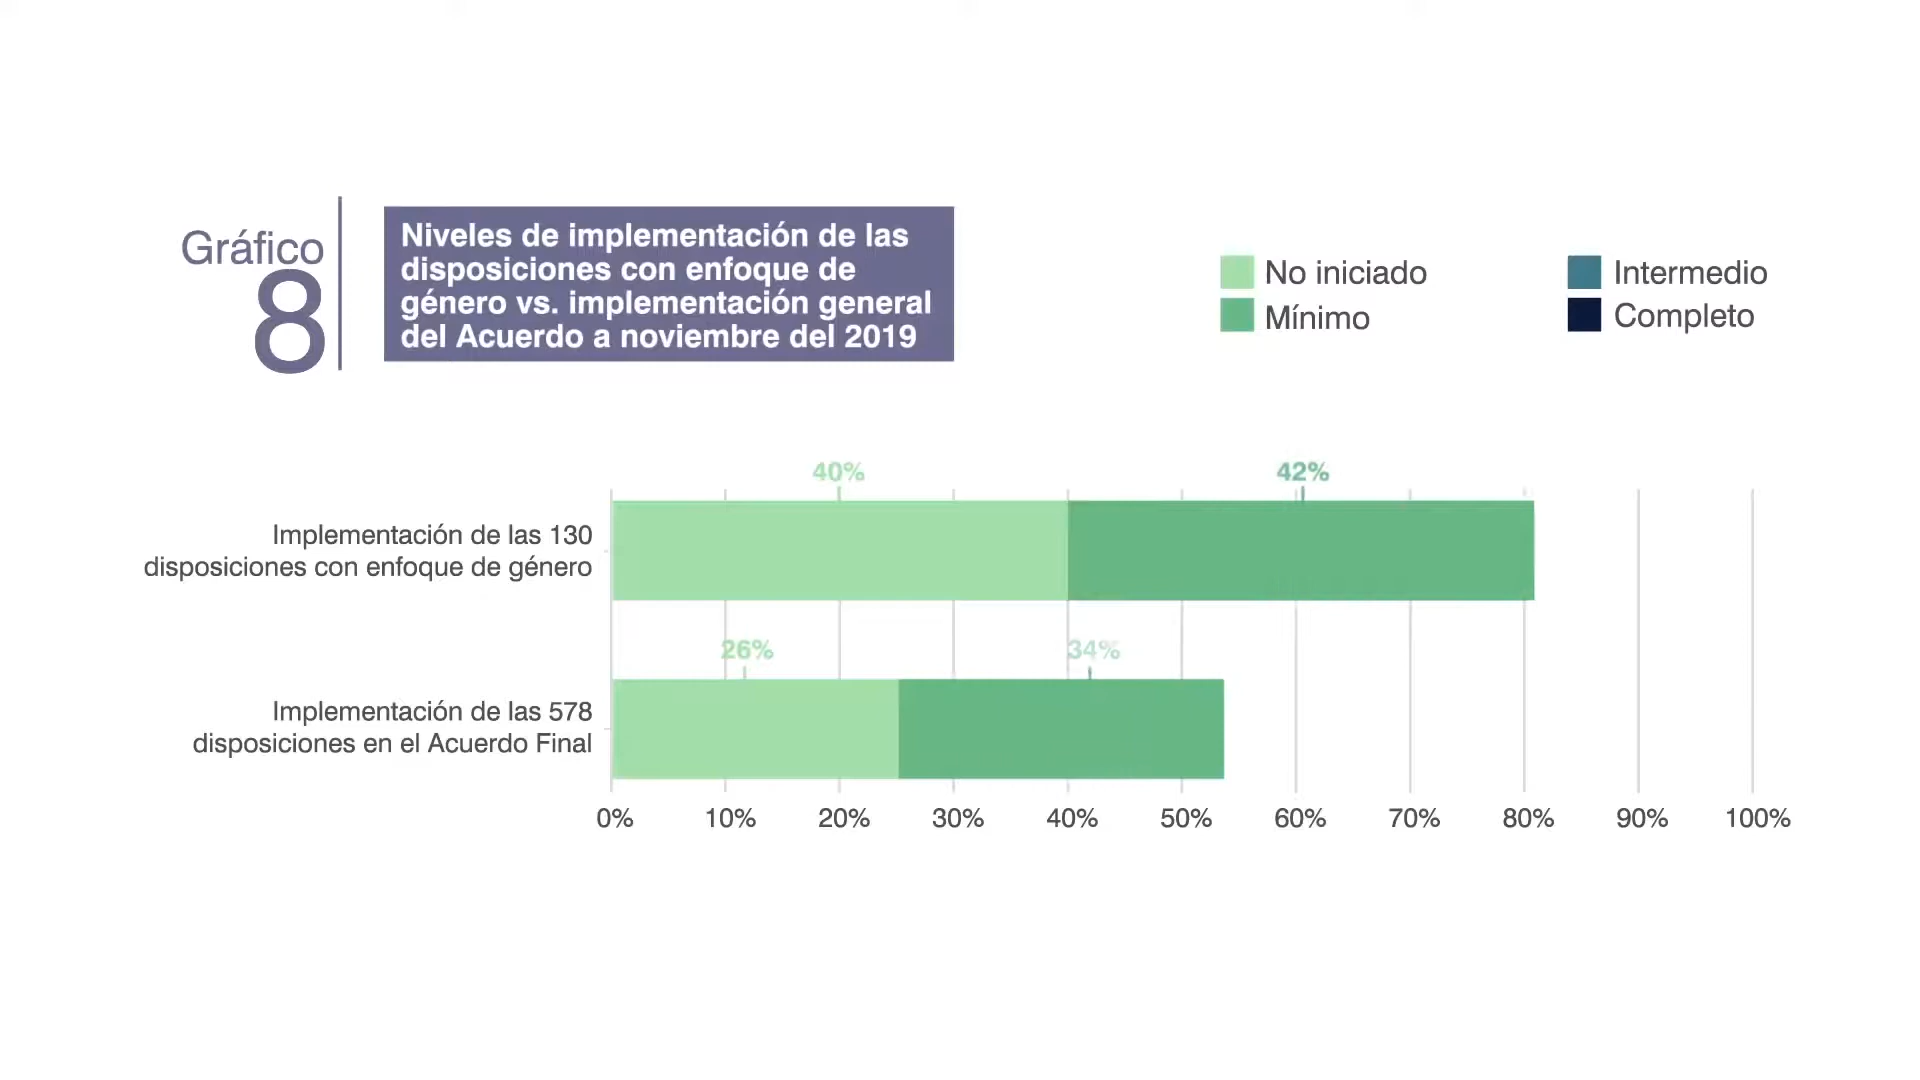 Gráfico
8
Niveles de implementación de las
disposiciones con enfoque de
género vs. implementación general
del Acuerdo a noviembre del 2019
No iniciado
Mínimo
Intermedio
Completo
40%
42%
Implementación de las 130
disposiciones con enfoque de género
26%
34%
Implementación de las 578
disposiciones en el Acuerdo Final
0% 10% 20% 30% 40% 50% 60% 70% 80% 90% 100%